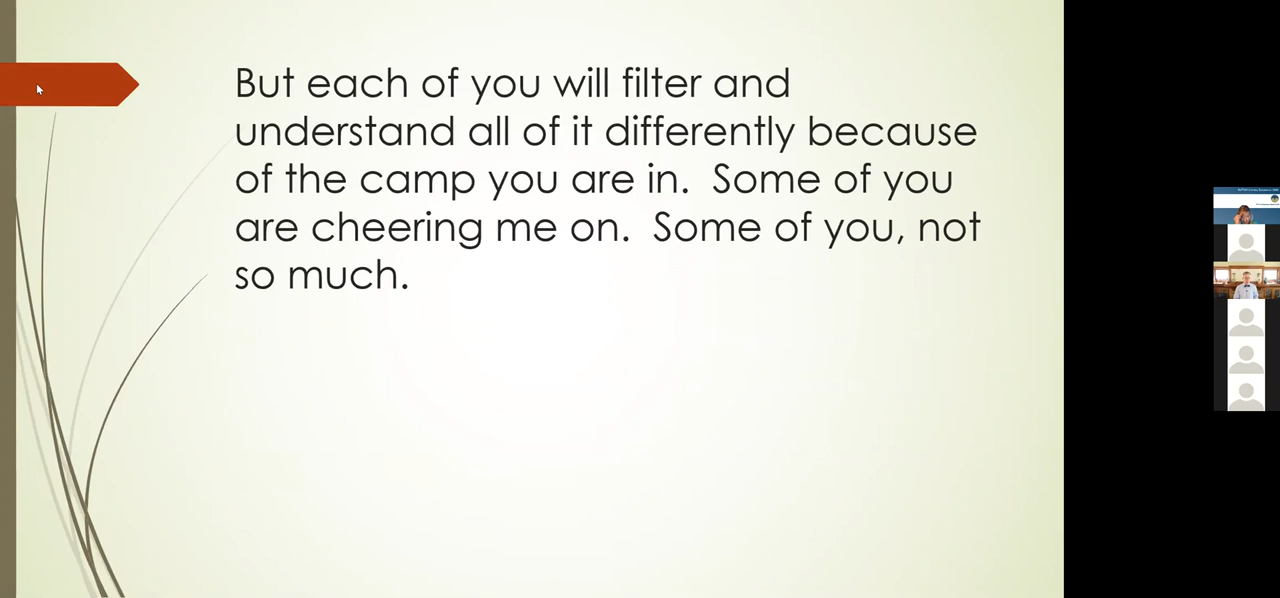 But each of you will filter and
understand all of it differently because
of the camp you are in.  Some of you
are cheering me on.  Some of you, not
so much.